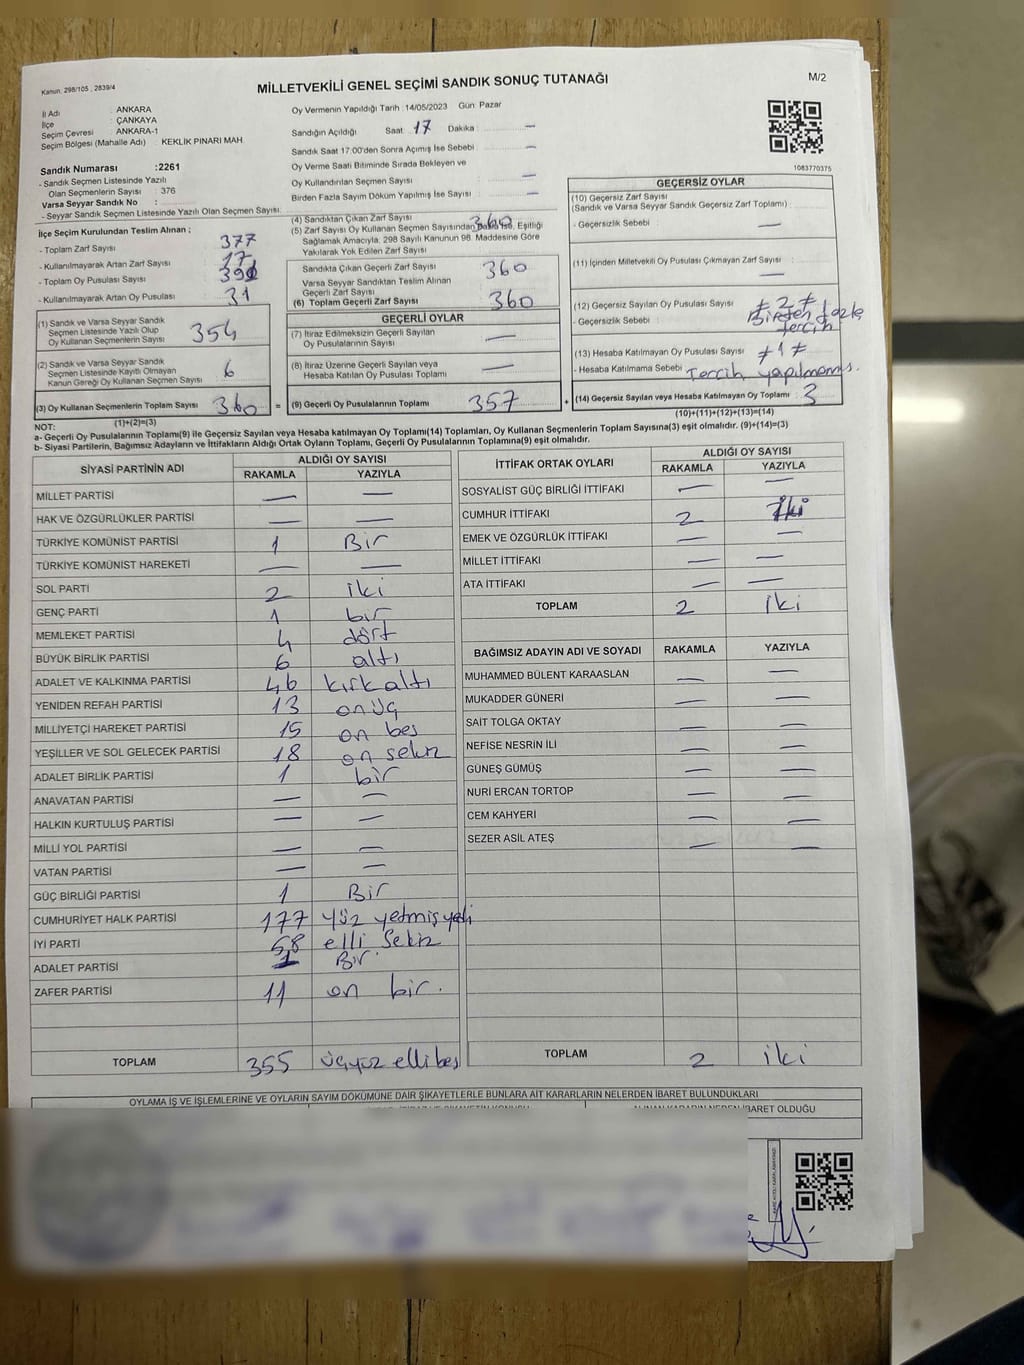 Kanun. 298/105 , 2839/4
MİLLETVEKİLİ GENEL SEÇİMİ SANDIK SONUÇ TUTANAĞI
M/2
İl Adı : ANKARA
İlçe : ÇANKAYA
Seçim Çevresi : ANKARA-1
Seçim Bölgesi (Mahalle Adı) : KEKLİK PINARI MAH
Sandık Numarası :2261
- Sandık Seçmen Listesinde Yazılı
Olan Seçmenlerin Sayısı : 376
Varsa Seyyar Sandık No :
- Seyyar Sandık Seçmen Listesinde Yazılı Olan Seçmen Sayısı:
Oy Vermenin Yapıldığı Tarih : 14/05/2023 Gün Pazar
Sandığın Açıldığı Saat : 17 Dakika : —
Sandık Saat 17:00'den Sonra Açmış İse Sebebi : —
Oy Verme Saati Bitiminde Sırada Bekleyen ve
Oy Kullandırılan Seçmen Sayısı —
Birden Fazla Sayım Döküm Yapılmış İse Sayısı : —
1083770375
İlçe Seçim Kurulundan Teslim Alınan ;
- Toplam Zarf Sayısı : 377
- Kullanılmayarak Artan Zarf Sayısı : 17
- Toplam Oy Pusulası Sayısı :
- Kullanılmayarak Artan Oy Pusulası : 31
(1) Sandık ve Varsa Seyyar Sandık
Seçmen Listesinde Yazılı Olup
Oy Kullanan Seçmenlerin Sayısı 354
(2) Sandık ve Varsa Seyyar Sandık
Seçmen Listesinde Kayıtlı Olmayan
Kanun Gereği Oy Kullanan Seçmen Sayısı 6
(3) Oy Kullanan Seçmenlerin Toplam Sayısı 360 =
(1)+(2)=(3)
(4) Sandıktan Çıkan Zarf Sayısı 360
(5) Zarf Sayısı Oy Kullanan Seçmen Sayısından Fazla İse, Eşitliği
Sağlamak Amacıyla, 298 Sayılı Kanunun 98. Maddesine Göre
Yakılarak Yok Edilen Zarf Sayısı :
Sandıkta Çıkan Geçerli Zarf Sayısı 360
Varsa Seyyar Sandıktan Teslim Alınan
Geçerli Zarf Sayısı
(6) Toplam Geçerli Zarf Sayısı 360
GEÇERLİ OYLAR
(7) İtiraz Edilmeksizin Geçerli Sayılan
Oy Pusulalarının Sayısı —
(8) İtiraz Üzerine Geçerli Sayılan veya
Hesaba Katılan Oy Pusulası Toplamı —
(9) Geçerli Oy Pusulalarının Toplamı 357 +
GEÇERSİZ OYLAR
(10) Geçersiz Zarf Sayısı
(Sandık ve Varsa Seyyar Sandık Geçersiz Zarf Toplamı) :
- Geçersizlik Sebebi : —
(11) İçinden Milletvekili Oy Pusulası Çıkmayan Zarf Sayısı : —
(12) Geçersiz Sayılan Oy Pusulası Sayısı : ≠ 2 ≠
- Geçersizlik Sebebi : Birden fazla
tercih
(13) Hesaba Katılmayan Oy Pusulası Sayısı ≠ 1 ≠
- Hesaba Katılmama Sebebi Tercih yapılmamış.
(14) Geçersiz Sayılan veya Hesaba Katılmayan Oy Toplamı : 3
(10)+(11)+(12)+(13)=(14)
NOT:
a- Geçerli Oy Pusulalarının Toplamı(9) ile Geçersiz Sayılan veya Hesaba katılmayan Oy Toplamı(14) Toplamları, Oy Kullanan Seçmenlerin Toplam Sayısına(3) eşit olmalıdır. (9)+(14)=(3)
b- Siyasi Partilerin, Bağımsız Adayların ve İttifakların Aldığı Ortak Oyların Toplamı, Geçerli Oy Pusulalarının Toplamına(9) eşit olmalıdır.
SİYASİ PARTİNİN ADI ALDIĞI OY SAYISI
RAKAMLA YAZIYLA
MİLLET PARTİSİ — —
HAK VE ÖZGÜRLÜKLER PARTİSİ — —
TÜRKİYE KOMÜNİST PARTİSİ 1 Bir
TÜRKİYE KOMÜNİST HAREKETİ — —
SOL PARTİ 2 iki
GENÇ PARTİ 1 bir
MEMLEKET PARTİSİ 4 dört
BÜYÜK BİRLİK PARTİSİ 6 altı
ADALET VE KALKINMA PARTİSİ 46 kırkaltı
YENİDEN REFAH PARTİSİ 13 onüç
MİLLİYETÇİ HAREKET PARTİSİ 15 on beş
YEŞİLLER VE SOL GELECEK PARTİSİ 18 on sekiz
ADALET BİRLİK PARTİSİ 1 bir
ANAVATAN PARTİSİ — —
HALKIN KURTULUŞ PARTİSİ — —
MİLLİ YOL PARTİSİ — —
VATAN PARTİSİ — —
GÜÇ BİRLİĞİ PARTİSİ 1 Bir
CUMHURİYET HALK PARTİSİ 177 yüz yetmiş yedi
İYİ PARTİ 58 elli sekiz
ADALET PARTİSİ 1 Bir
ZAFER PARTİSİ 11 on bir.
TOPLAM 355 üçyüz ellibeş
İTTİFAK ORTAK OYLARI ALDIĞI OY SAYISI
RAKAMLA YAZIYLA
SOSYALİST GÜÇ BİRLİĞİ İTTİFAKI — —
CUMHUR İTTİFAKI 2 iki
EMEK VE ÖZGÜRLÜK İTTİFAKI — —
MİLLET İTTİFAKI — —
ATA İTTİFAKI — —
TOPLAM 2 iki
BAĞIMSIZ ADAYIN ADI VE SOYADI RAKAMLA YAZIYLA
MUHAMMED BÜLENT KARAASLAN — —
MUKADDER GÜNERİ — —
SAİT TOLGA OKTAY — —
NEFİSE NESRİN İLİ — —
GÜNEŞ GÜMÜŞ — —
NURİ ERCAN TORTOP — —
CEM KAHYERİ — —
SEZER ASIL ATEŞ — —
TOPLAM 2 iki
OYLAMA İŞ VE İŞLEMLERİNE VE OYLARIN SAYIM DÖKÜMÜNE DAİR ŞİKAYETLERLE BUNLARA AİT KARARLARIN NELERDEN İBARET BULUNDUKLARI
ALINAN KARARIN NEDEN İBARET OLDUĞU